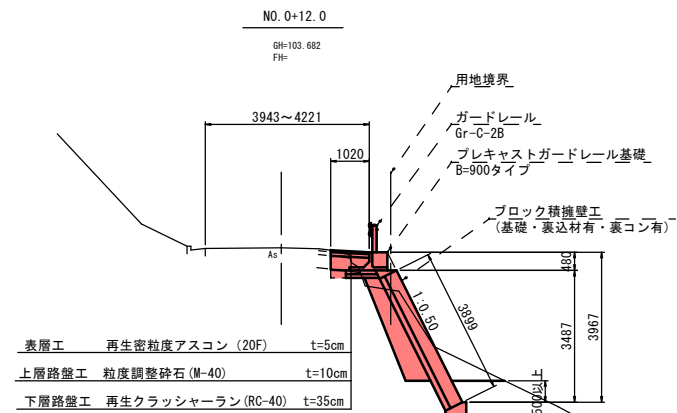 NO. 0+12.0
GH=103.682
FH=
用地境界
3943～4221
ガードレール
Gr-C-2B
1020
プレキャストガードレール基礎
B=900タイプ
ブロック積擁壁工
(基礎・裏込材有・裏コン有)
As
480
1:0.50
3899
3487
3967
表層工 再生密粒度アスコン (20F) t=5cm
上層路盤工 粒度調整砕石(M-40) t=10cm
下層路盤工 再生クラッシャーラン(RC-40) t=35cm
500以上